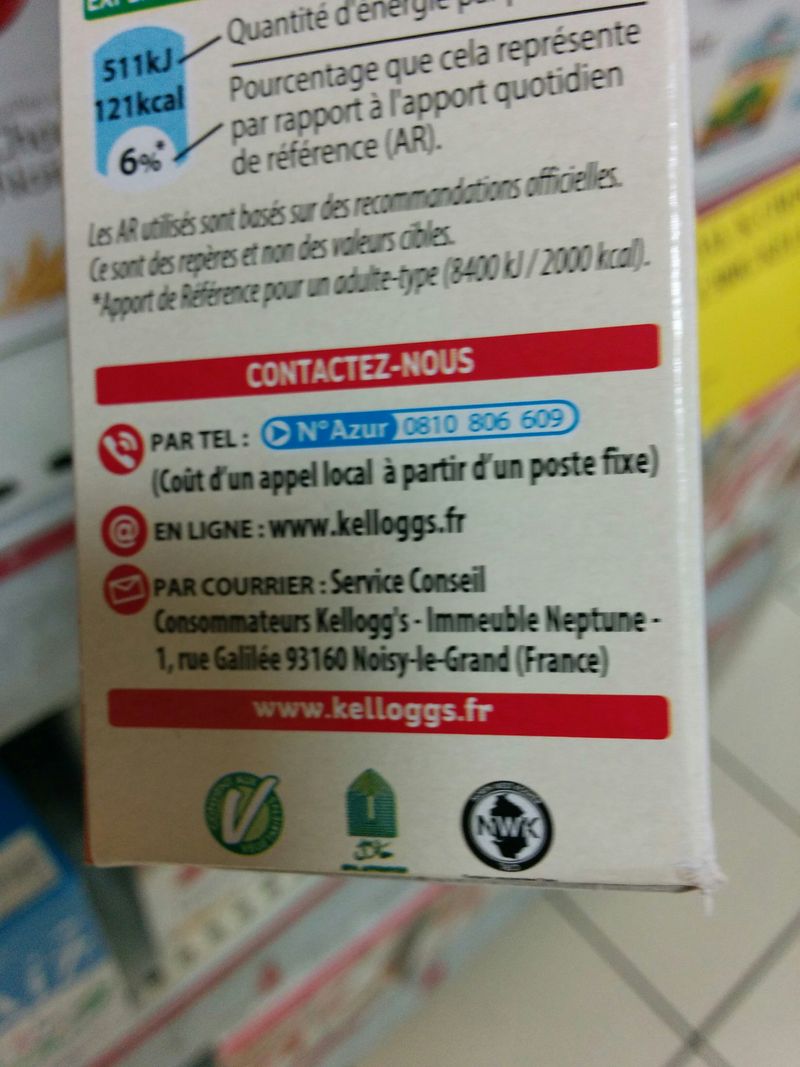 511kJ
121kcal
6%*
Quantité d'énergie
Pourcentage que cela représente
par rapport à l'apport quotidien
de référence (AR).
Les AR utilisés sont basés sur des recommandations officielles.
Ce sont des repères et non des valeurs cibles.
*Apport de Référence pour un adulte-type (8400 kJ / 2000 kcal).
CONTACTEZ-NOUS
PAR TEL : N°Azur 0810 806 609
(Coût d'un appel local à partir d'un poste fixe)
@ EN LIGNE : www.kelloggs.fr
PAR COURRIER : Service Conseil
Consommateurs Kellogg's - Immeuble Neptune -
1, rue Galilée 93160 Noisy-le-Grand (France)
www.kelloggs.fr
NWK